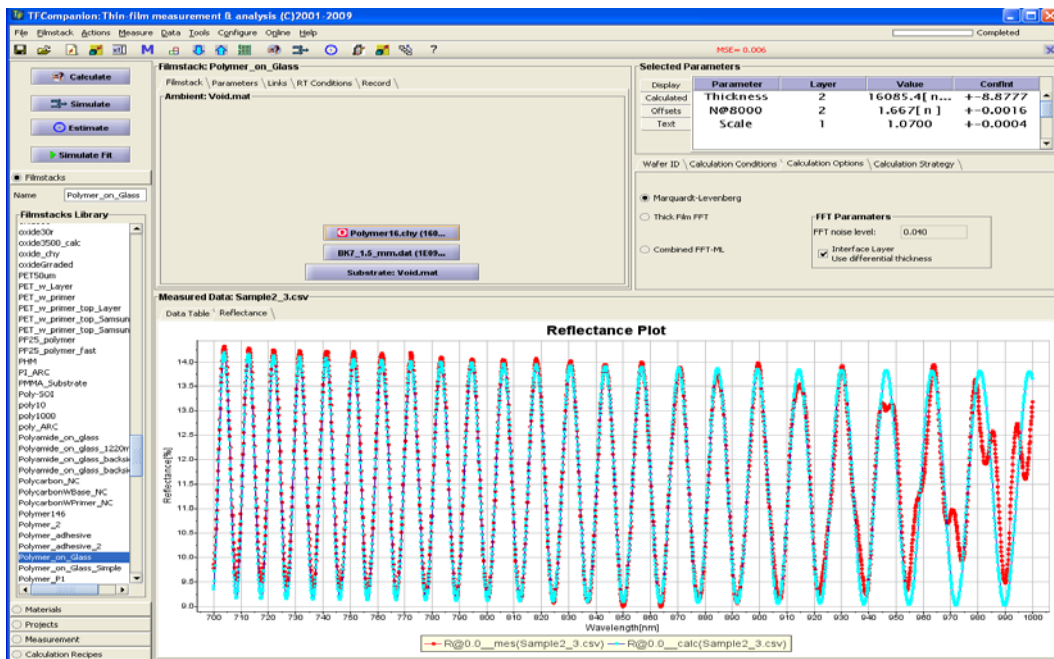 TFCompanion: Thin-film measurement & analysis (C)2001-2009
File Filmstack Actions Measure Data Tools Configure Online Help
Completed
M ?
MSE= 0.006
Calculate
Simulate
Estimate
Simulate Fit
Filmstacks
Name Polymer_on_Glass
Filmstacks Library
oxide30r
oxide3500_calc
oxide_chy
oxideGrraded
PET50um
PET_w_Layer
PET_w_primer
PET_w_primer_top_Layer
PET_w_primer_top_Samsun
PET_w_primer_top_Samsun
PF25_polymer
PF25_polymer_fast
PHM
PI_ARC
PMMA_Substrate
Poly-SOI
poly10
poly1000
poly_ARC
Polyamide_on_glass
Polyamide_on_glass_1220n
Polyamide_on_glass_backsid
Polyamide_on_glass_backsid
Polycarbon_NC
PolycarbonWBase_NC
PolycarbonWPrimer_NC
Polymer146
Polymer_2
Polymer_adhesive
Polymer_adhesive_2
Polymer_on_Glass
Polymer_on_Glass_Simple
Polymer_P1
Materials
Projects
Measurement
Calculation Recipes
Filmstack: Polymer_on_Glass
Filmstack Parameters Links RT Conditions Record
Ambient: Void.mat
Polymer16.chy (160...
BK7_1.5_mm.dat (1E09...
Substrate: Void.mat
Selected Parameters
Display Parameter Layer Value ConfInt
Calculated Thickness 2 16085.4[ n... +-8.8777
Offsets N@8000 2 1.667[ n ] +-0.0016
Text Scale 1 1.0700 +-0.0004
Wafer ID Calculation Conditions Calculation Options Calculation Strategy
Marquardt-Levenberg
Thick Film FFT
Combined FFT-ML
FFT Paramaters
FFT noise level: 0.040
Interface Layer
Use differential thickness
Measured Data: Sample2_3.csv
Data Table Reflectance
Reflectance Plot
Reflectance[%]
14.0
13.5
13.0
12.5
12.0
11.5
11.0
10.5
10.0
9.5
9.0
700 710 720 730 740 750 760 770 780 790 800 810 820 830 840 850 860 870 880 890 900 910 920 930 940 950 960 970 980 990 1000
Wavelength[nm]
R@0.0__mes(Sample2_3.csv) R@0.0__calc(Sample2_3.csv)